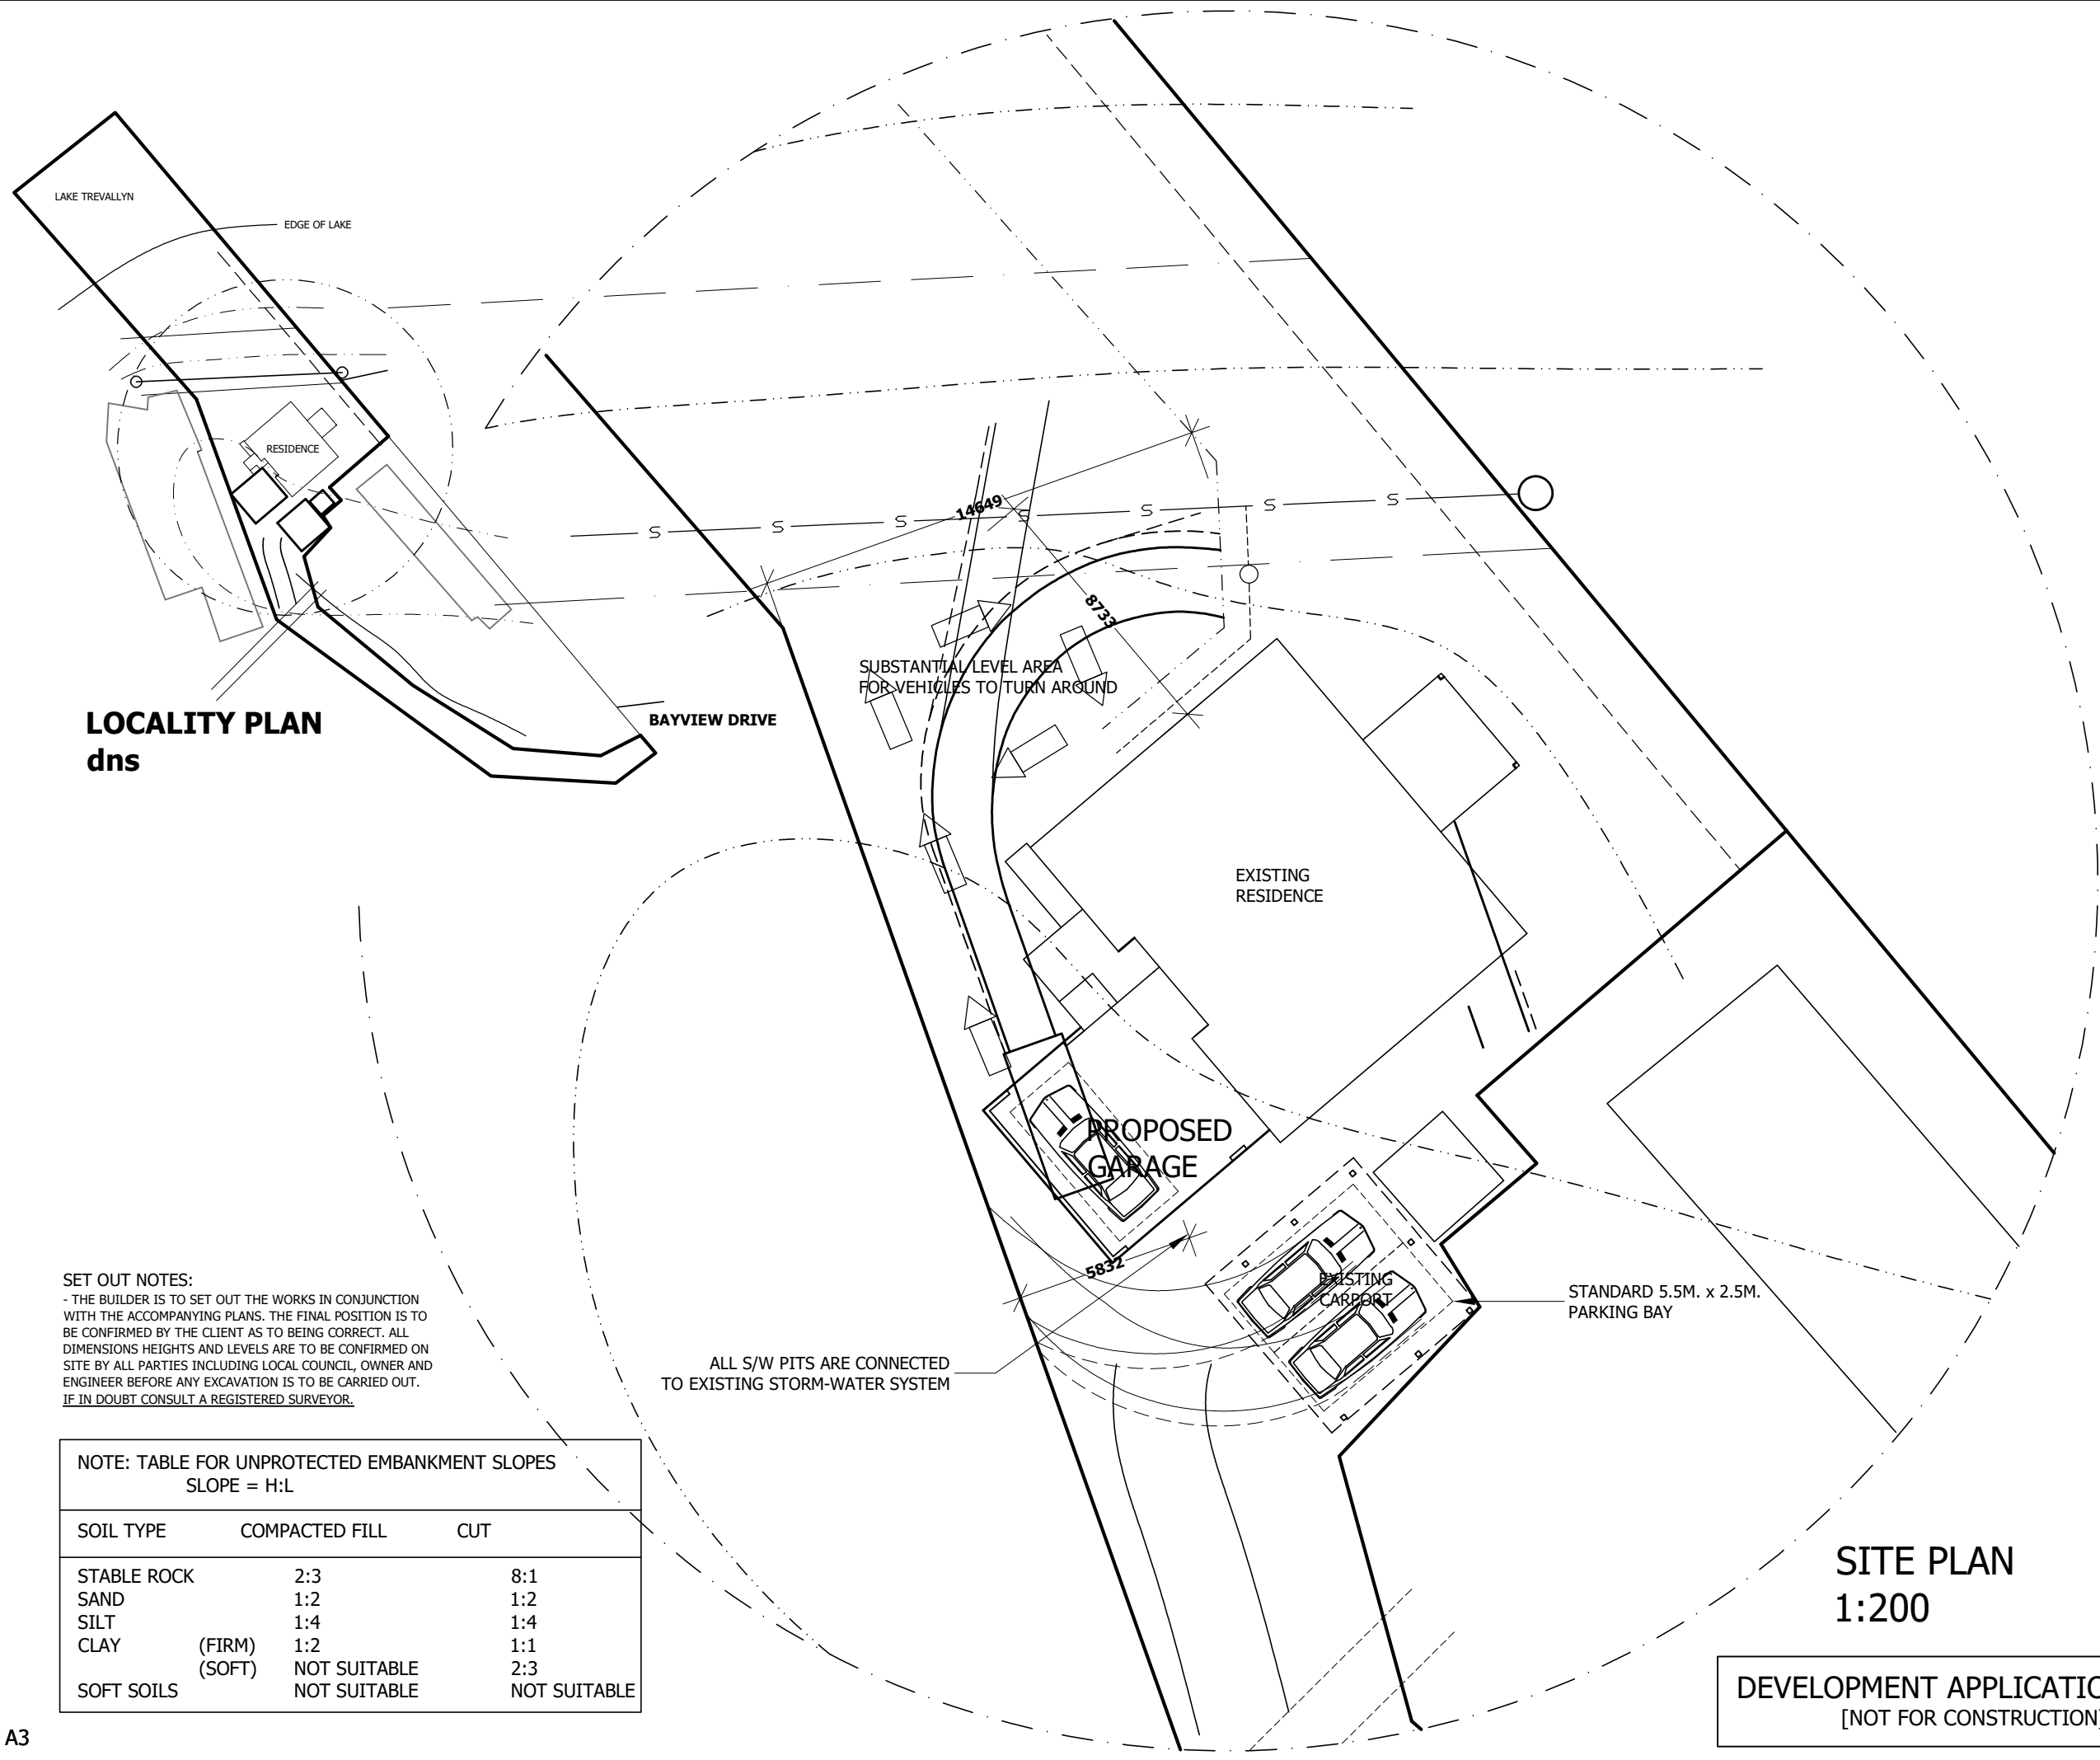 LAKE TREVALLYN
EDGE OF LAKE
RESIDENCE
LOCALITY PLAN
dns
BAYVIEW DRIVE
14649
S S S S S S S
8733
SUBSTANTIAL LEVEL AREA
FOR VEHICLES TO TURN AROUND
EXISTING
RESIDENCE
PROPOSED
GARAGE
5832
EXISTING
CARPORT
STANDARD 5.5M. x 2.5M.
PARKING BAY
ALL S/W PITS ARE CONNECTED
TO EXISTING STORM-WATER SYSTEM
SET OUT NOTES:
- THE BUILDER IS TO SET OUT THE WORKS IN CONJUNCTION
WITH THE ACCOMPANYING PLANS. THE FINAL POSITION IS TO
BE CONFIRMED BY THE CLIENT AS TO BEING CORRECT. ALL
DIMENSIONS HEIGHTS AND LEVELS ARE TO BE CONFIRMED ON
SITE BY ALL PARTIES INCLUDING LOCAL COUNCIL, OWNER AND
ENGINEER BEFORE ANY EXCAVATION IS TO BE CARRIED OUT.
IF IN DOUBT CONSULT A REGISTERED SURVEYOR.
NOTE: TABLE FOR UNPROTECTED EMBANKMENT SLOPES
SLOPE = H:L
SOIL TYPE COMPACTED FILL CUT
STABLE ROCK 2:3 8:1
SAND 1:2 1:2
SILT 1:4 1:4
CLAY (FIRM) 1:2 1:1
(SOFT) NOT SUITABLE 2:3
SOFT SOILS NOT SUITABLE NOT SUITABLE
SITE PLAN
1:200
DEVELOPMENT APPLICATIO
[NOT FOR CONSTRUCTION]
A3